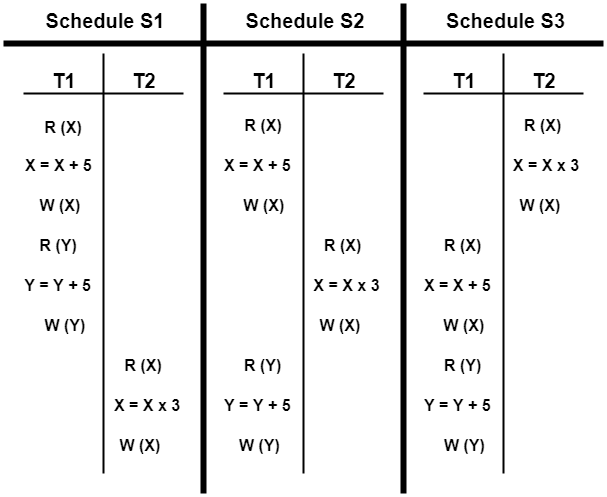 Schedule S1 Schedule S2 Schedule S3
T1 T2 T1 T2 T1 T2
R (X) R (X) R (X)
X = X + 5 X = X + 5 X = X x 3
W (X) W (X) W (X)
R (Y) R (X) R (X)
Y = Y + 5 X = X x 3 X = X + 5
W (Y) W (X) W (X)
R (X) R (Y) R (Y)
X = X x 3 Y = Y + 5 Y = Y + 5
W (X) W (Y) W (Y)